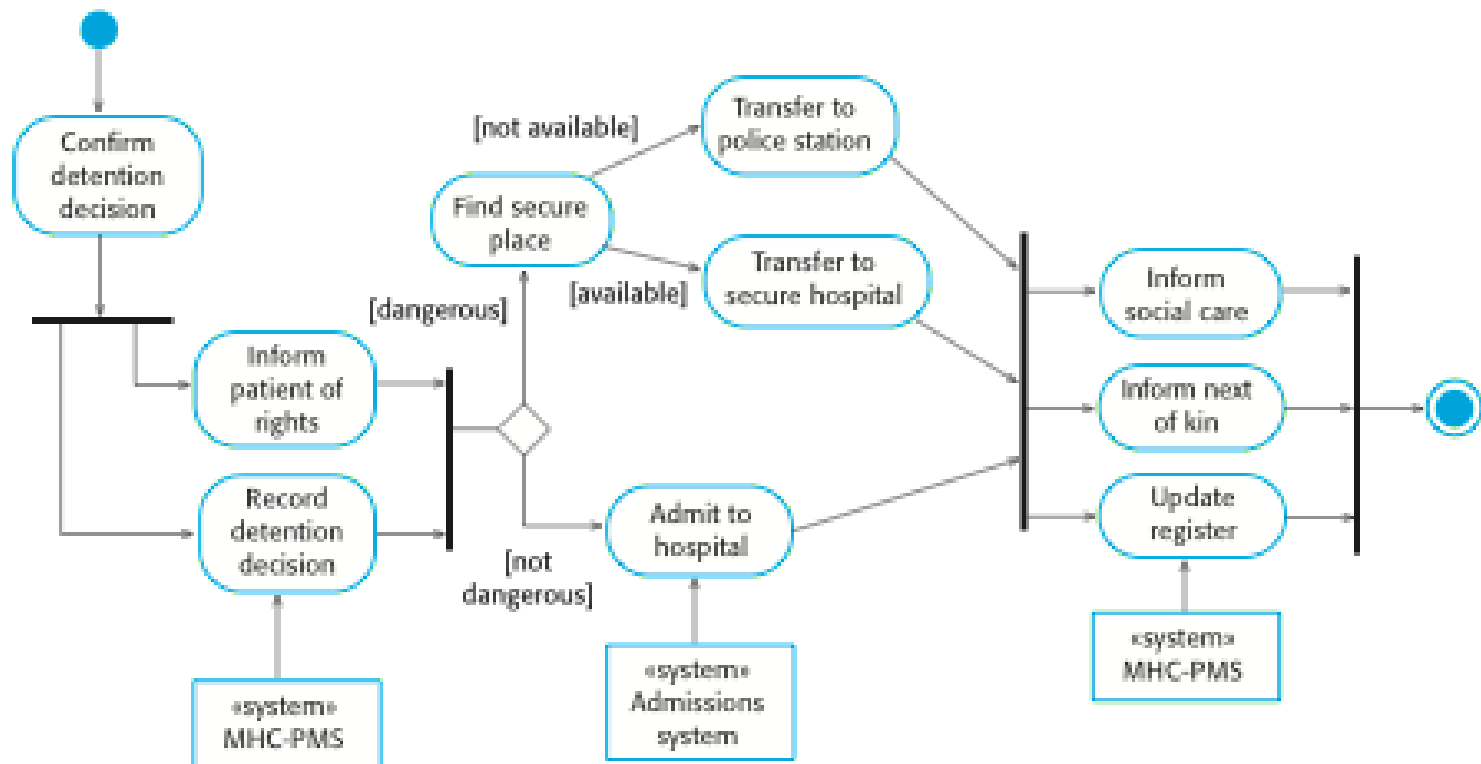 Confirm
detention
decision
Inform
patient of
rights
Record
detention
decision
«system»
MHC-PMS
[dangerous]
[not
dangerous]
Find secure
place
[not available]
[available]
Transfer to
police station
Transfer to
secure hospital
Admit to
hospital
«system»
Admissions
system
Inform
social care
Inform next
of kin
Update
register
«system»
MHC-PMS